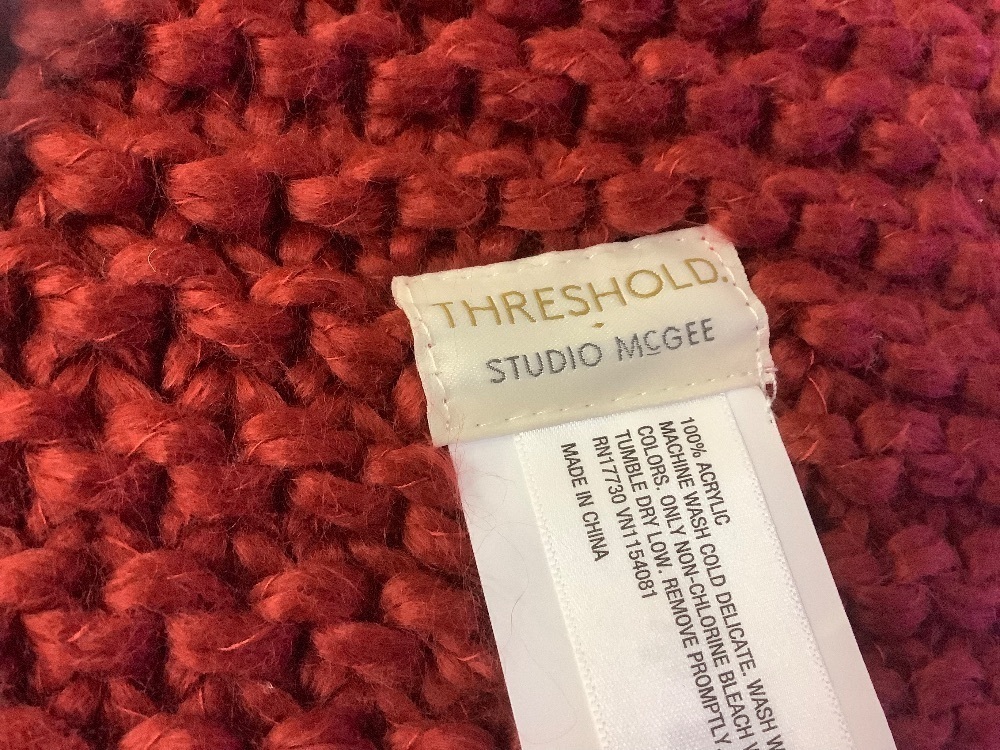 THRESHOLD.
STUDIO McGEE
100% ACRYLIC
MACHINE WASH COLD DELICATE. WASH W
COLORS. ONLY NON-CHLORINE BLEACH
TUMBLE DRY LOW. REMOVE PROMPTLY.
RN17730 VN1154081
MADE IN CHINA